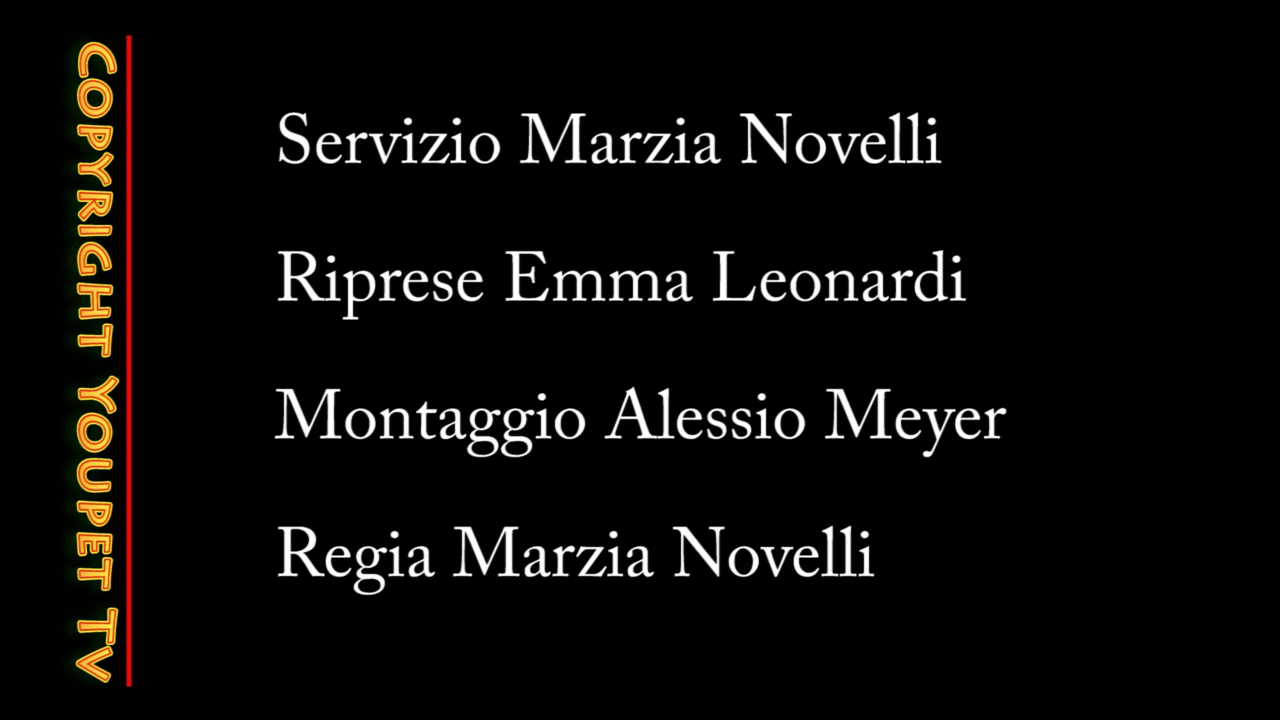 COPYRIGHT YOUPET TV
Servizio Marzia Novelli
Riprese Emma Leonardi
Montaggio Alessio Meyer
Regia Marzia Novelli